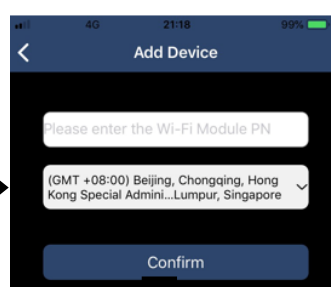 4G 21:18 99%
Add Device
Please enter the Wi-Fi Module PN
(GMT +08:00) Beijing, Chongqing, Hong
Kong Special Admini...Lumpur, Singapore
Confirm